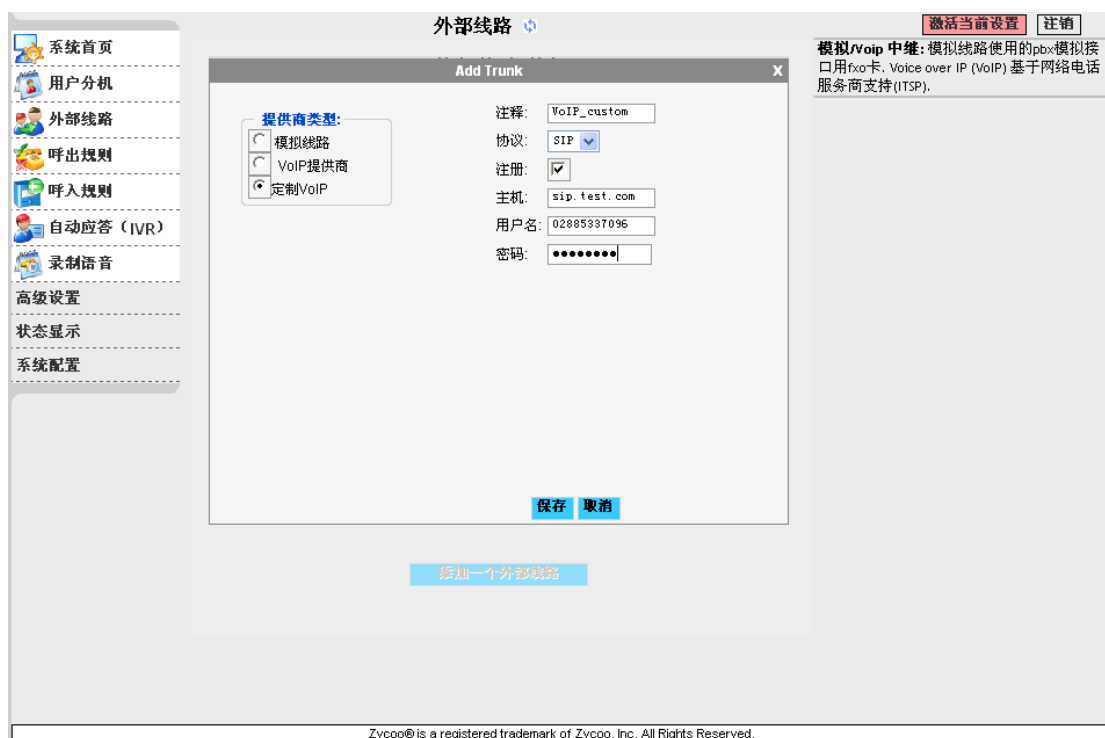 外部线路
激活当前设置 注销
系统首页
用户分机
外部线路
呼出规则
呼入规则
自动应答（IVR）
录制语音
高级设置
状态显示
系统配置
Add Trunk X
提供商类型:
模拟线路
VoIP提供商
定制VoIP
注释: VoIP_custom
协议: SIP
注册:
主机: sip.test.com
用户名: 02885337096
密码: ●●●●●●●●
保存 取消
添加一个外部线路
模拟/Voip 中继: 模拟线路使用的pbx模拟接
口用fxo卡. Voice over IP (VoIP) 基于网络电话
服务商支持(ITSP).
Zycoo® is a registered trademark of Zycoo, Inc. All Rights Reserved.